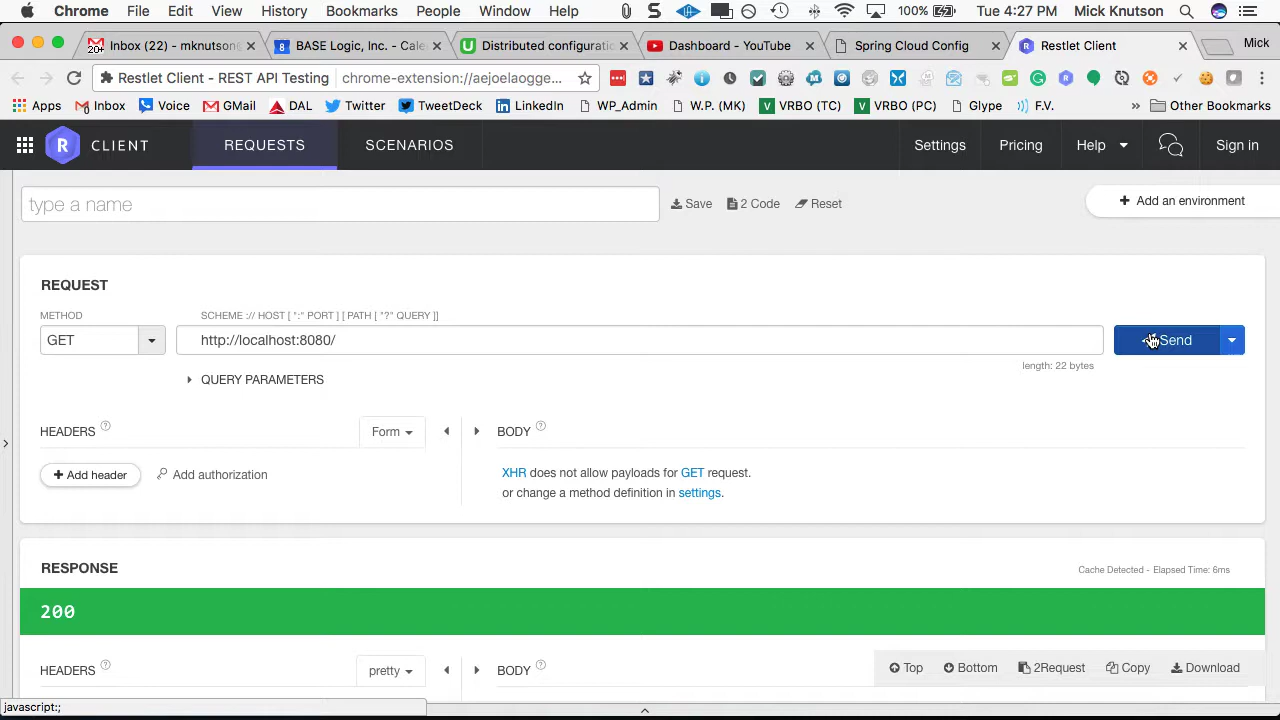 Chrome File Edit View History Bookmarks People Window Help 100% Tue 4:27 PM Mick Knutson
20+ Inbox (22) - mknutson@ 8 BASE Logic, Inc. - Cale U Distributed configuratio Dashboard - YouTube Spring Cloud Config R Restlet Client Mick
Restlet Client - REST API Testing chrome-extension://aejoelaogge...
Apps Inbox Voice GMail DAL Twitter TweetDeck LinkedIn WP_Admin W.P. (MK) V VRBO (TC) V VRBO (PC) Glype F.V. » Other Bookmarks
R CLIENT REQUESTS SCENARIOS Settings Pricing Help Sign in
type a name Save 2 Code Reset + Add an environment
REQUEST
METHOD SCHEME :// HOST [ ":" PORT ] [ PATH [ "?" QUERY ]]
GET http://localhost:8080/ Send
length: 22 bytes
QUERY PARAMETERS
HEADERS ? Form BODY ?
+ Add header Add authorization XHR does not allow payloads for GET request.
or change a method definition in settings.
RESPONSE Cache Detected - Elapsed Time: 6ms
200
HEADERS ? pretty BODY ? Top Bottom 2Request Copy Download
javascript:;